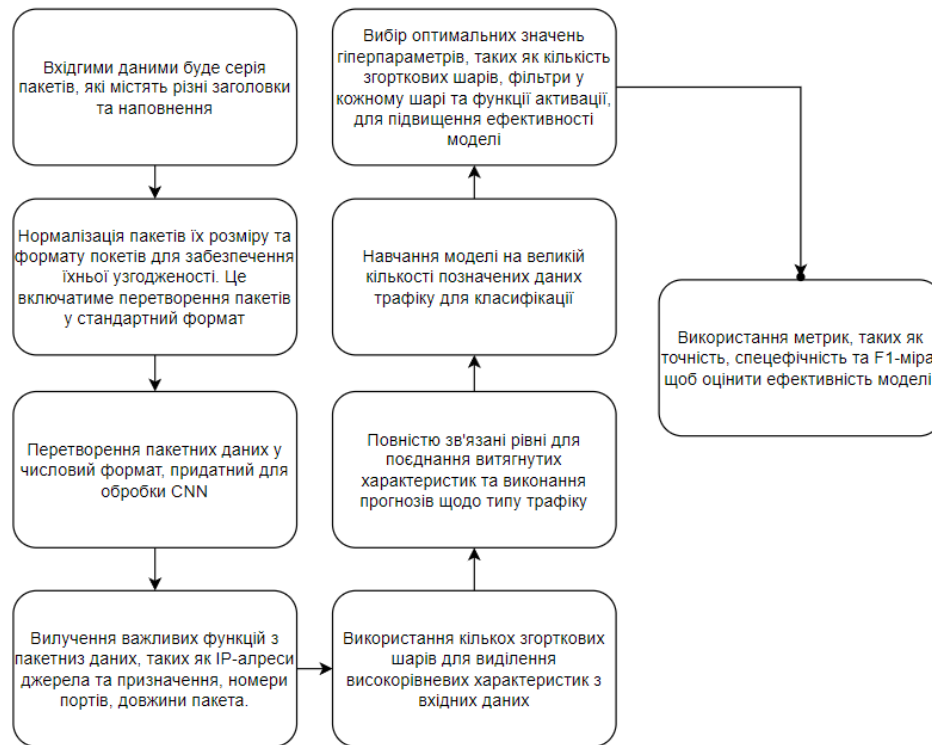 Вхідгими даними буде серія
пакетів, які містять різні заголовки
та наповнення
Нормалізація пакетів їх розміру та
формату покетів для забезпечення
їхньої узгодженості. Це
включатиме перетворення пакетів
у стандартний формат
Перетворення пакетних даних у
числовий формат, придатний для
обробки CNN
Вилучення важливих функцій з
пакетниз даних, таких як IP-алреси
джерела та призначення, номери
портів, довжини пакета.
Використання кількох згорткових
шарів для виділення
високорівневих характеристик з
вхідних даних
Повністю зв'язані рівні для
поєднання витягнутих
характеристик та виконання
прогнозів щодо типу трафіку
Навчання моделі на великій
кількості позначених даних
трафіку для класифікації
Вибір оптимальних значень
гіперпараметрів, таких як кількість
згорткових шарів, фільтри у
кожному шарі та функції активації,
для підвищення ефективності
моделі
Використання метрик, таких як
точність, спецефічність та F1-міра
щоб оцінити ефективність моделі